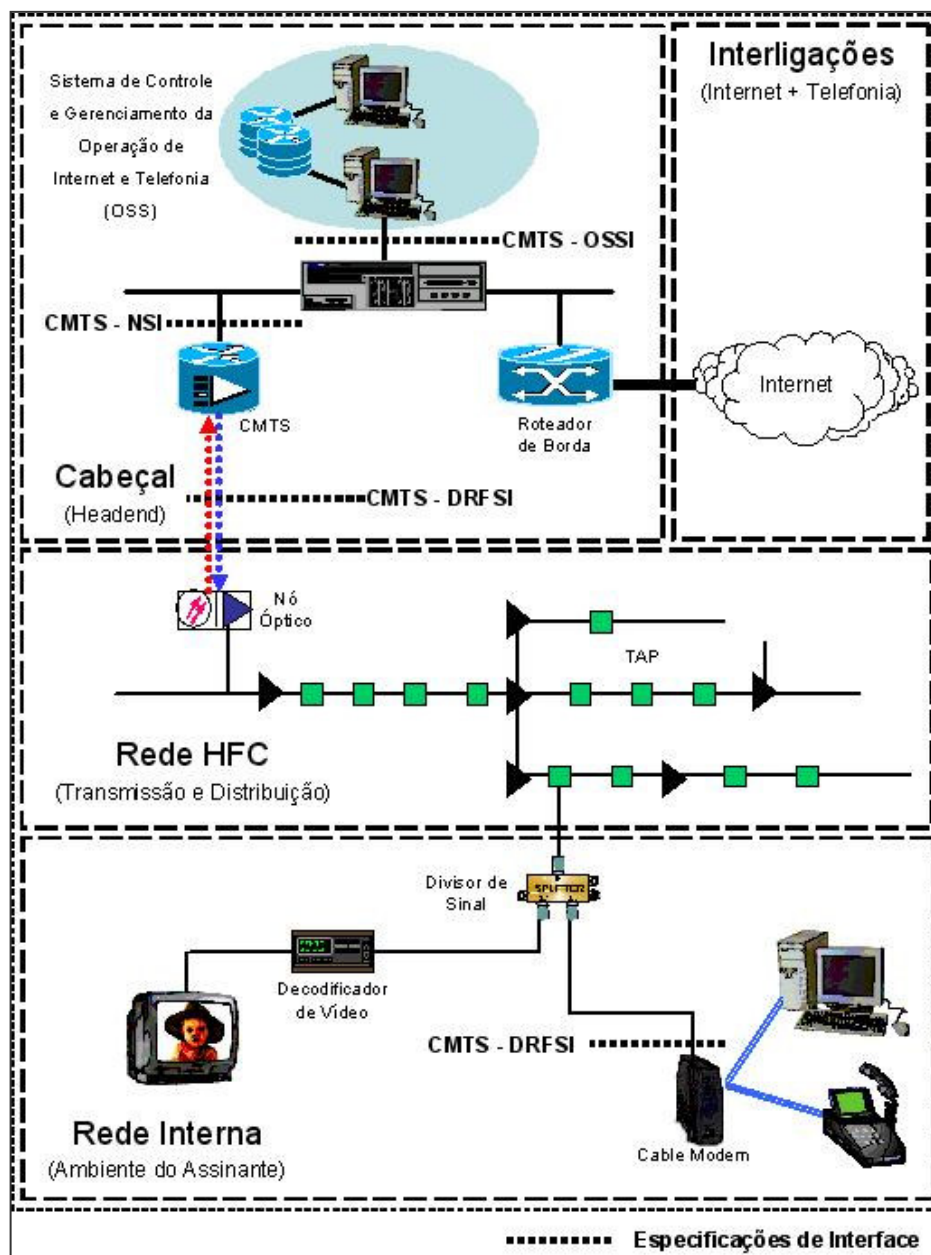 Sistema de Controle
e Gerenciamento da
Operação de
Internet e Telefonia
(OSS)
Interligações
(Internet + Telefonia)
CMTS - OSSI
CMTS - NSI
CMTS
Internet
Roteador
de Borda
Cabeçal
(Headend)
CMTS - DRFSI
Nó
Óptico
TAP
Rede HFC
(Transmissão e Distribuição)
Divisor de
Sinal
SPLITTER
Decodificador
de Vídeo
CMTS - DRFSI
Rede Interna
(Ambiente do Assinante)
Cable Modem
Especificações de Interface